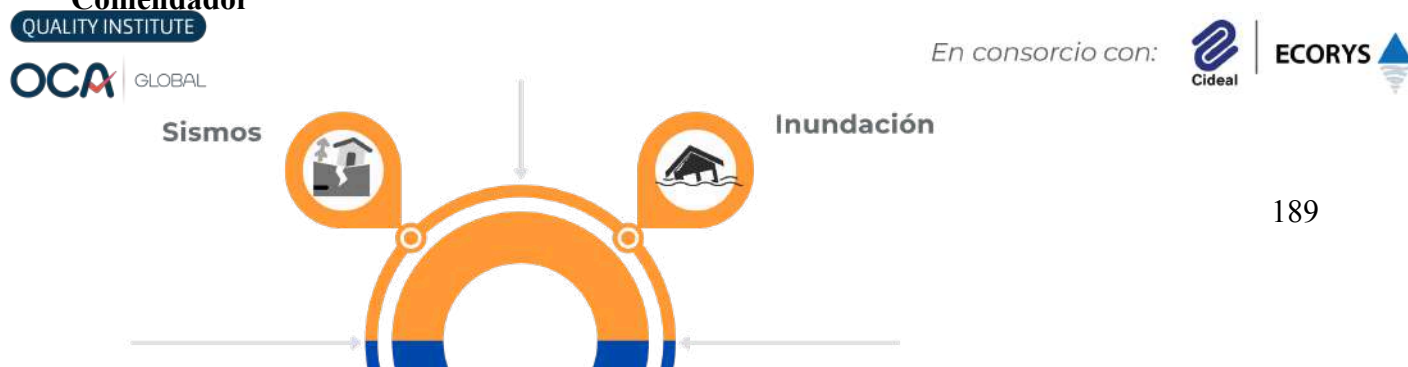 Comendador
QUALITY INSTITUTE
OCA GLOBAL
En consorcio con:
Cideal
ECORYS
Sismos
Inundación
189